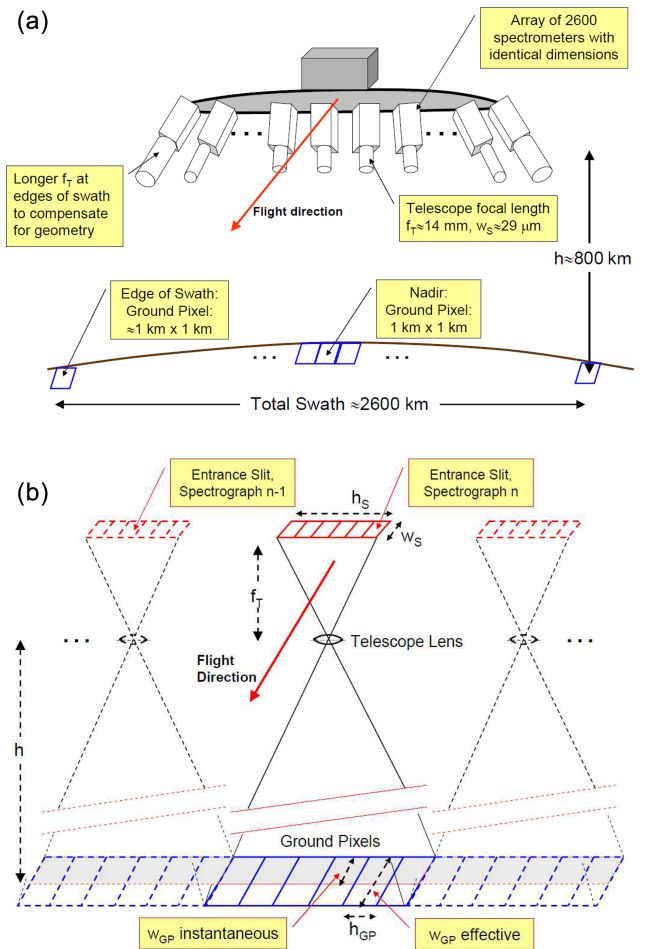 (a)
Array of 2600
spectrometers with
identical dimensions
Longer f_T at
edges of swath
to compensate
for geometry
Flight direction
Telescope focal length
f_T≈14 mm, w_S≈29 μm
h≈800 km
Edge of Swath:
Ground Pixel:
≈1 km x 1 km
Nadir:
Ground Pixel:
1 km x 1 km
Total Swath ≈2600 km
(b)
Entrance Slit,
Spectrograph n-1
h_S
Entrance Slit,
Spectrograph n
w_S
f_T
Telescope Lens
Flight
Direction
h
Ground Pixels
w_GP instantaneous
h_GP
w_GP effective